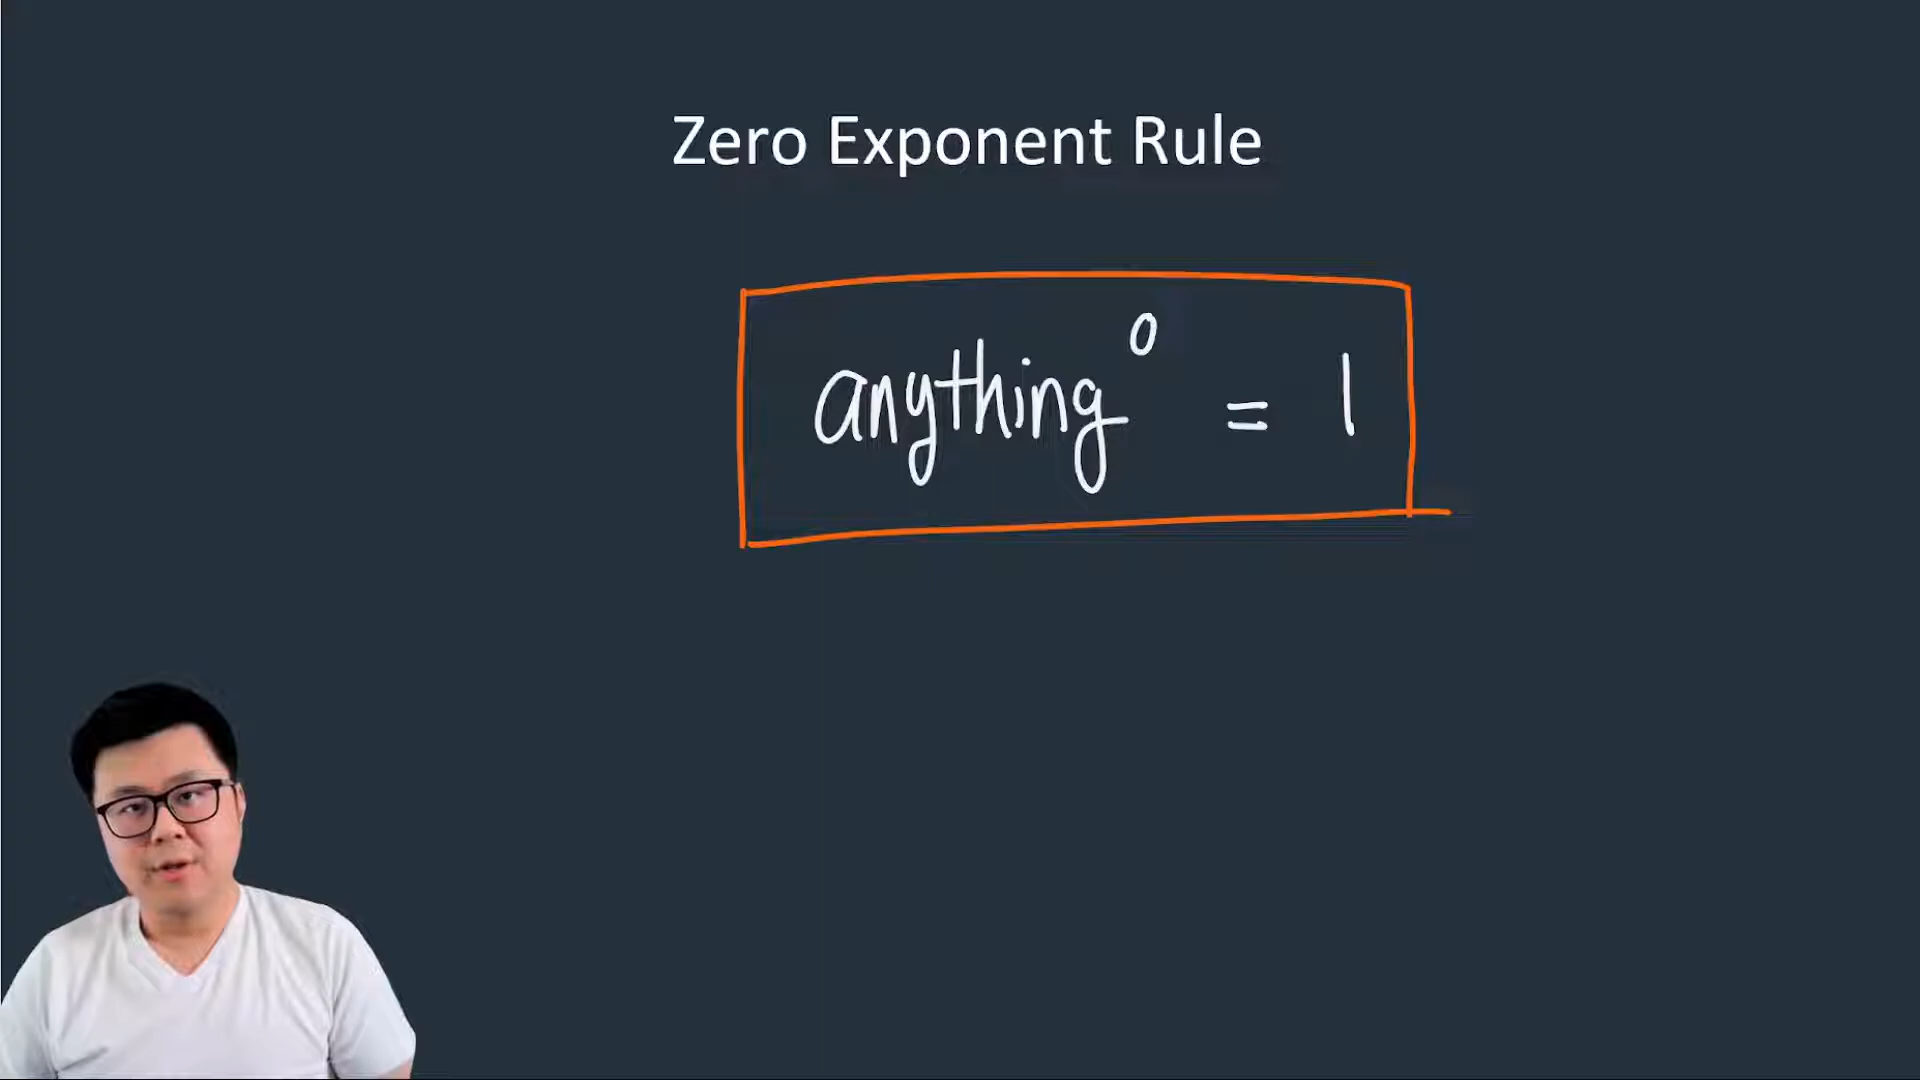 Zero Exponent Rule
anything⁰ = 1